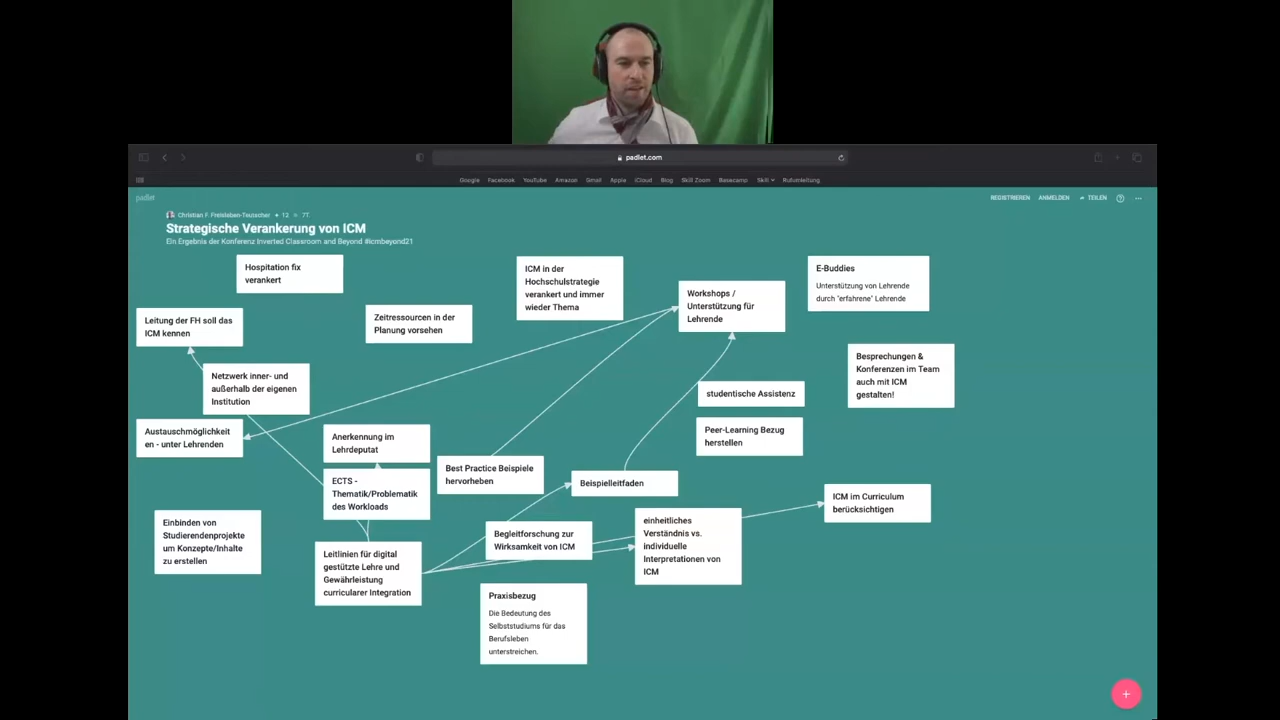 padlet.com
Google Facebook YouTube Amazon Gmail Apple iCloud Blog Skill Zoom Basecamp Skill Rufumleitung
padlet
REGISTRIEREN ANMELDEN TEILEN
Christian F. Freisleben-Teutscher + 12 7T.
Strategische Verankerung von ICM
Ein Ergebnis der Konferenz Inverted Classroom and Beyond #icmbeyond21
Hospitation fix
verankert
ICM in der
Hochschulstrategie
verankert und immer
wieder Thema
E-Buddies
Unterstützung von Lehrende
durch "erfahrene" Lehrende
Workshops /
Unterstützung für
Lehrende
Leitung der FH soll das
ICM kennen
Zeitressourcen in der
Planung vorsehen
Besprechungen &
Konferenzen im Team
auch mit ICM
gestalten!
Netzwerk inner- und
außerhalb der eigenen
Institution
studentische Assistenz
Austauschmöglichkeit
en - unter Lehrenden
Peer-Learning Bezug
herstellen
Anerkennung im
Lehrdeputat
Best Practice Beispiele
hervorheben
ECTS -
Thematik/Problematik
des Workloads
Beispielleitfaden
ICM im Curriculum
berücksichtigen
Einbinden von
Studierendenprojekte
um Konzepte/Inhalte
zu erstellen
einheitliches
Verständnis vs.
individuelle
Interpretationen von
ICM
Begleitforschung zur
Wirksamkeit von ICM
Leitlinien für digital
gestützte Lehre und
Gewährleistung
curricularer Integration
Praxisbezug
Die Bedeutung des
Selbststudiums für das
Berufsleben
unterstreichen.